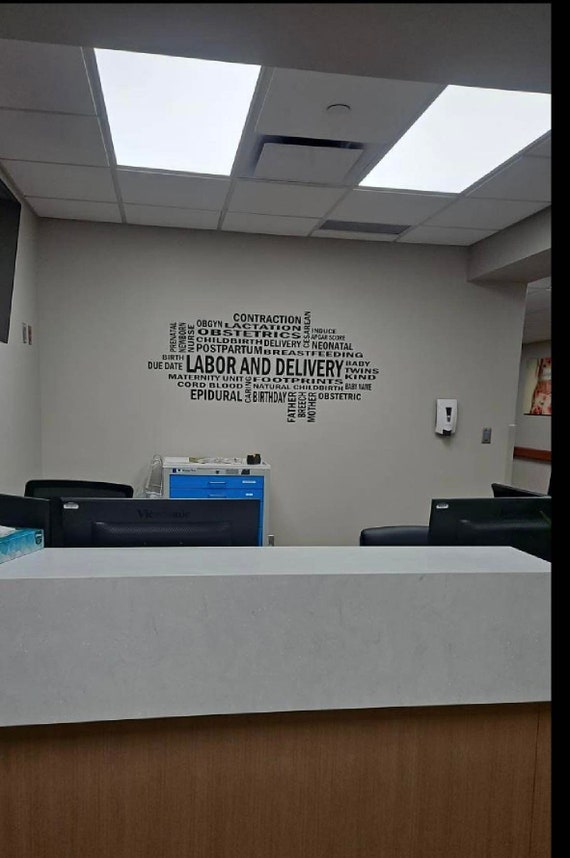 CONTRACTION
CESAREAN
PRENATAL
NEWBORN
NURSE
OBGYN LACTATION
INDUCE
OBSTETRICS
APGAR SCORE
CHILDBIRTH DELIVERY
NEONATAL
POSTPARTUM BREASTFEEDING
BIRTH
LABOR AND DELIVERY
BABY
DUE DATE
TWINS
MATERNITY UNIT FOOTPRINTS KIND
CORD BLOOD
CARING
NATURAL CHILDBIRTH
BABY NAME
EPIDURAL
BIRTHDAY
FATHER
BREECH
MOTHER
OBSTETRIC
ViewSonic